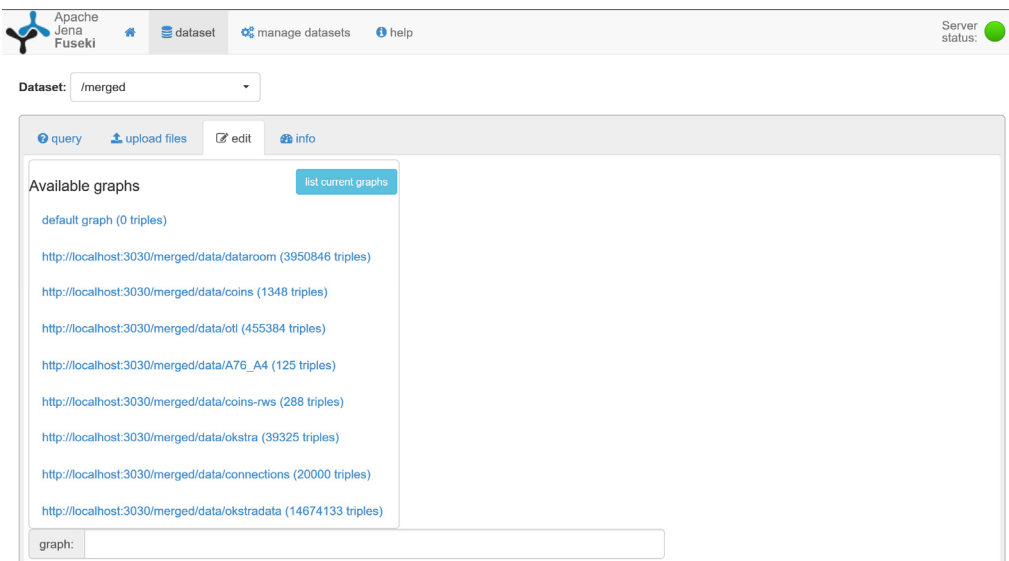 Apache
Jena
Fuseki
dataset
manage datasets
help
Server
status:
Dataset: /merged
query
upload files
edit
info
Available graphs
list current graphs
default graph (0 triples)
http://localhost:3030/merged/data/dataroom (3950846 triples)
http://localhost:3030/merged/data/coins (1348 triples)
http://localhost:3030/merged/data/otl (455384 triples)
http://localhost:3030/merged/data/A76_A4 (125 triples)
http://localhost:3030/merged/data/coins-rws (288 triples)
http://localhost:3030/merged/data/okstra (39325 triples)
http://localhost:3030/merged/data/connections (20000 triples)
http://localhost:3030/merged/data/okstradata (14674133 triples)
graph: